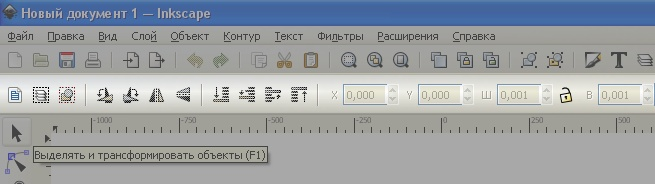 Новый документ 1 — Inkscape
Файл Правка Вид Слой Объект Контур Текст Фильтры Расширения Справка
X 0,000 Y 0,000 Ш 0,001 В 0,001
-1000 -750 -500 -250 0 250 500
Выделять и трансформировать объекты (F1)